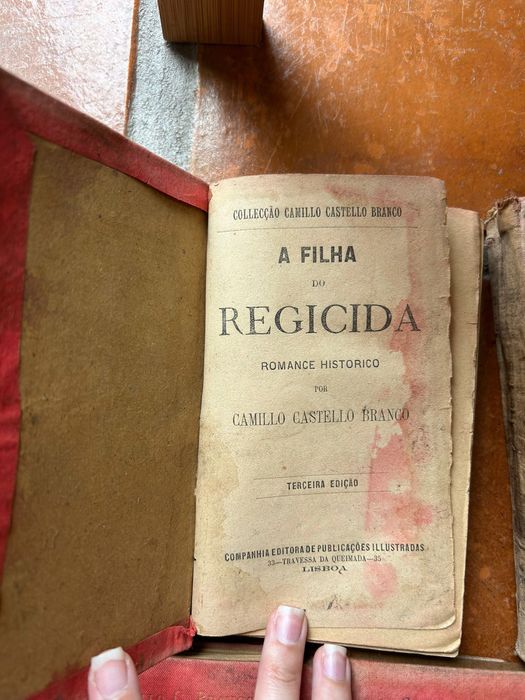 COLLECÇÃO CAMILLO CASTELLO BRANCO
A FILHA
DO
REGICIDA
ROMANCE HISTORICO
POR
CAMILLO CASTELLO BRANCO
TERCEIRA EDIÇÃO
COMPANHIA EDITORA DE PUBLICAÇÕES ILLUSTRADAS
33—TRAVESSA DA QUEIMADA—35
LISBOA